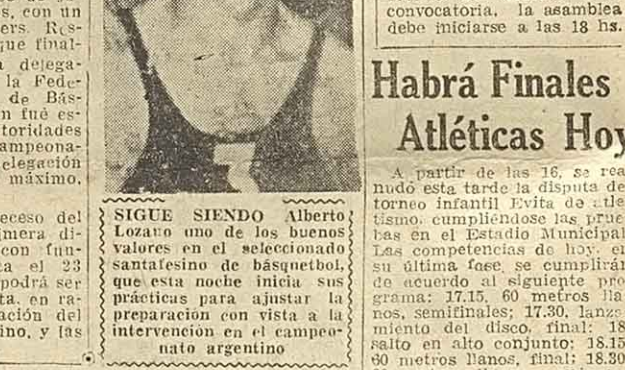 s, con un
ers. Res-
que final-
a delega-
la Fede-
de Bás-
n fué es-
toridades
ampeona-
elegación
máximo.
eceso del
imera di-
con fun-
a el 23
podrá ser
ta, en ra-
ación del
ino, y las
SIGUE SIENDO Alberto
Lozano uno de los buenos
valores en el seleccionado
santafesino de básquetbol,
que esta noche inicia sus
prácticas para ajustar la
preparación con vista a la
intervención en el campeo-
nato argentino
convocatoria, la asamblea
debe iniciarse a las 18 hs.
Habrá Finales
Atléticas Hoy
A partir de las 16, se rea
nudó esta tarde la disputa de
torneo infantil Evita de atle
tismo, cumpliéndose las prue
bas en el Estadio Municipal
Las competencias de hoy, en
su última fase, se cumplirán
de acuerdo al siguiente pro
grama: 17.15, 60 metros lla
nos, semifinales; 17.30, lanza
miento del disco, final; 18
salto en alto conjunto; 18.15
60 metros llanos, final; 18.30